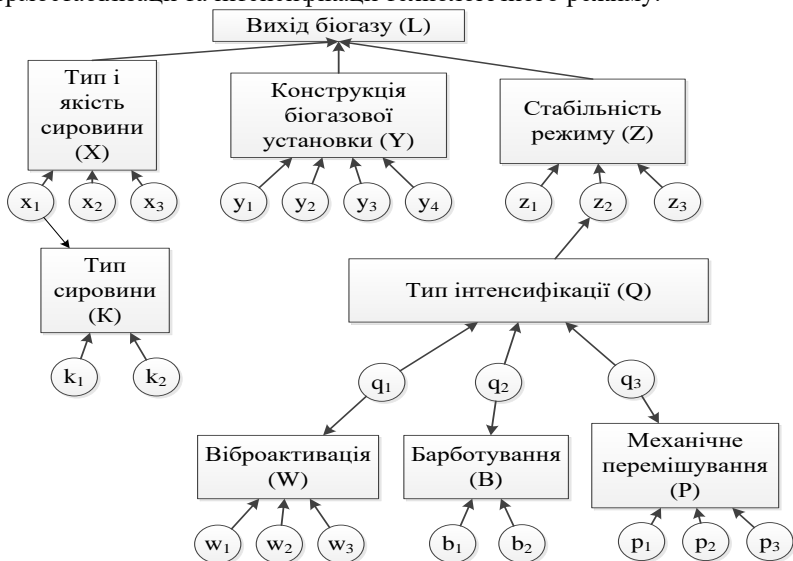 Вихід біогазу (L)
Тип і
якість
сировини
(X)
Конструкція
біогазової
установки (Y)
Стабільність
режиму (Z)
x₁
x₂
x₃
y₁
y₂
y₃
y₄
z₁
z₂
z₃
Тип
сировини
(К)
Тип інтенсифікації (Q)
k₁
k₂
q₁
q₂
q₃
Віброактивація
(W)
Барботування
(В)
Механічне
перемішування
(Р)
w₁
w₂
w₃
b₁
b₂
p₁
p₂
p₃